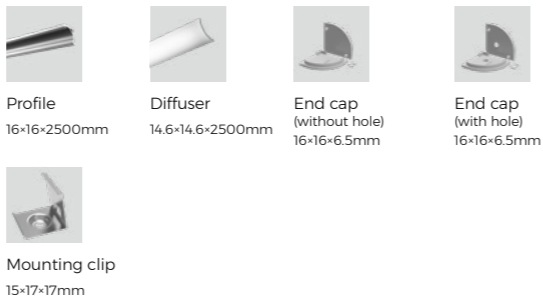 Profile
16×16×2500mm
Diffuser
14.6×14.6×2500mm
End cap
(without hole)
16×16×6.5mm
End cap
(with hole)
16×16×6.5mm
Mounting clip
15×17×17mm